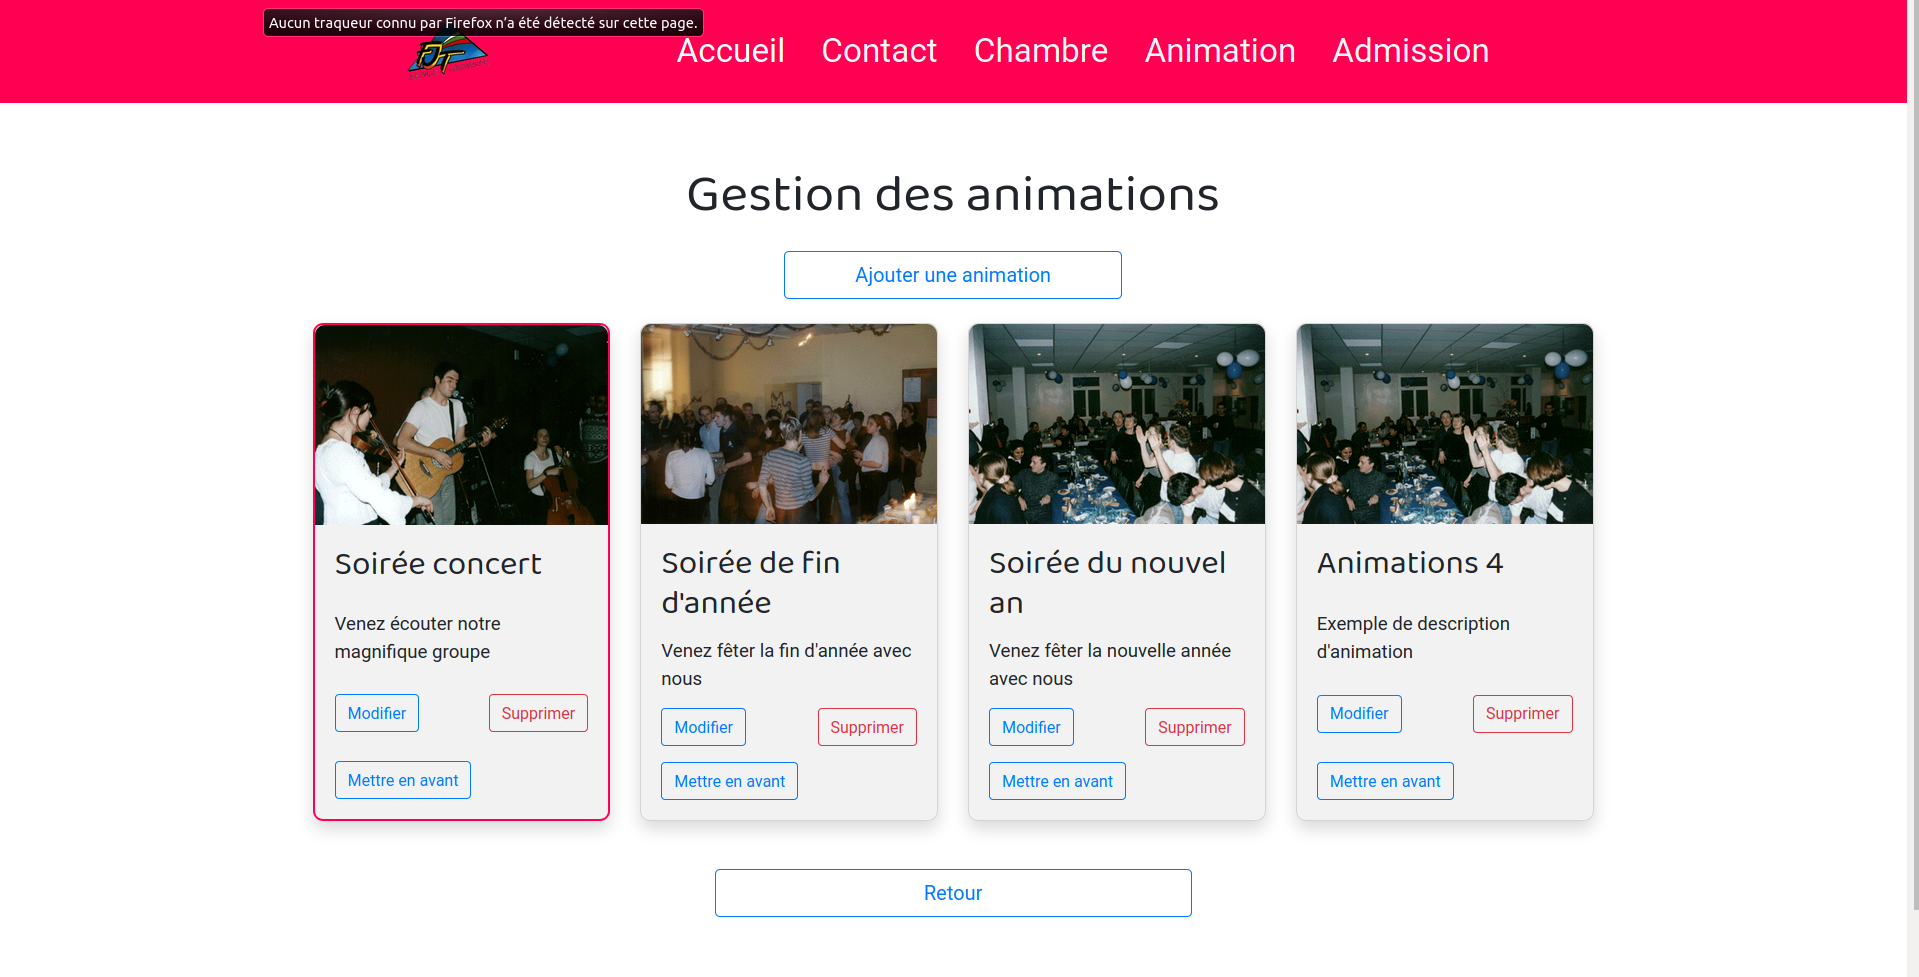 Aucun traqueur connu par Firefox n'a été détecté sur cette page.
FJT
Accueil Contact Chambre Animation Admission
Gestion des animations
Ajouter une animation
Soirée concert
Venez écouter notre
magnifique groupe
Modifier Supprimer
Mettre en avant
Soirée de fin
d'année
Venez fêter la fin d'année avec
nous
Modifier Supprimer
Mettre en avant
Soirée du nouvel
an
Venez fêter la nouvelle année
avec nous
Modifier Supprimer
Mettre en avant
Animations 4
Exemple de description
d'animation
Modifier Supprimer
Mettre en avant
Retour